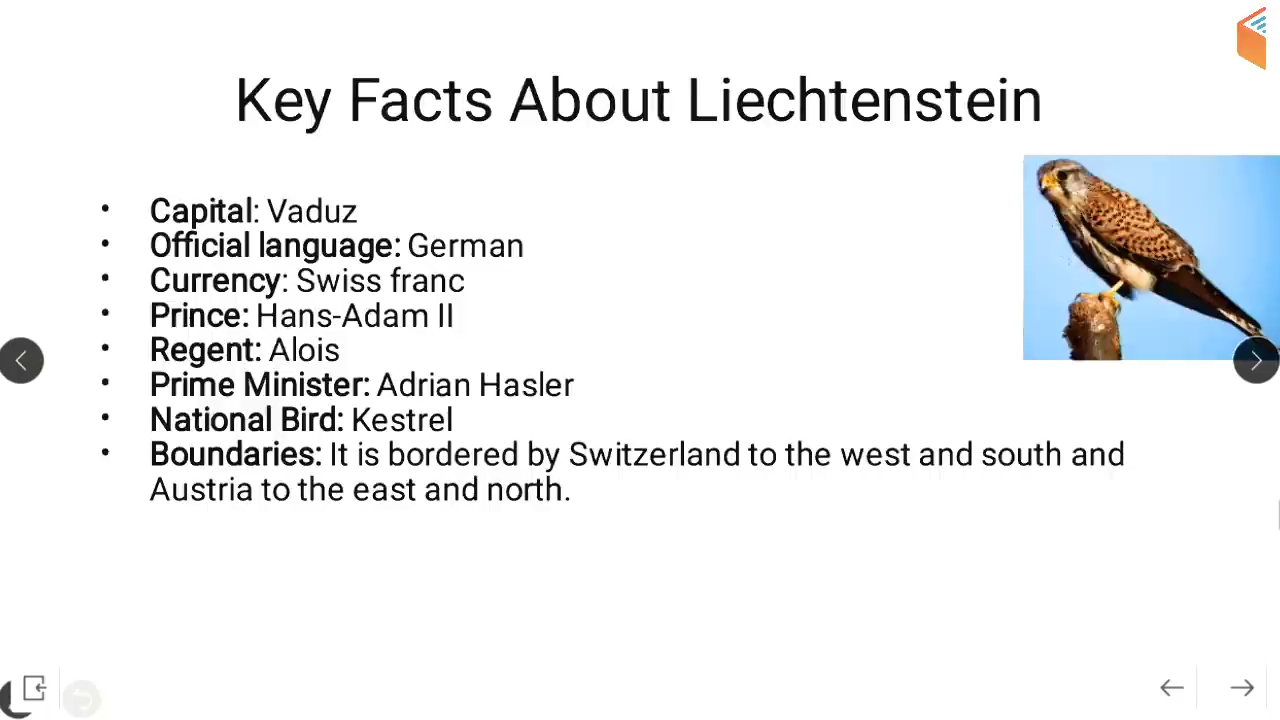 Key Facts About Liechtenstein
• Capital: Vaduz
• Official language: German
• Currency: Swiss franc
• Prince: Hans-Adam II
• Regent: Alois
• Prime Minister: Adrian Hasler
• National Bird: Kestrel
• Boundaries: It is bordered by Switzerland to the west and south and
Austria to the east and north.